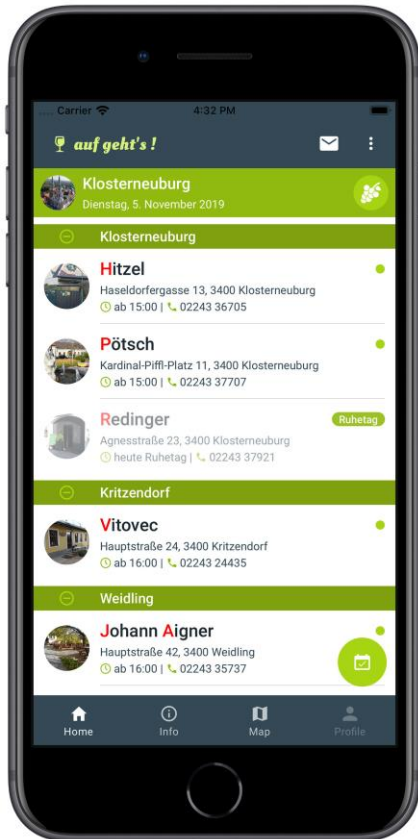 Carrier 4:32 PM
auf geht's !
Klosterneuburg
Dienstag, 5. November 2019
Klosterneuburg
Hitzel
Haseldorfergasse 13, 3400 Klosterneuburg
ab 15:00 | 02243 36705
Pötsch
Kardinal-Piffl-Platz 11, 3400 Klosterneuburg
ab 15:00 | 02243 37707
Redinger Ruhetag
Agnesstraße 23, 3400 Klosterneuburg
heute Ruhetag | 02243 37921
Kritzendorf
Vitovec
Hauptstraße 24, 3400 Kritzendorf
ab 16:00 | 02243 24435
Weidling
Johann Aigner
Hauptstraße 42, 3400 Weidling
ab 16:00 | 02243 35737
Home Info Map Profile